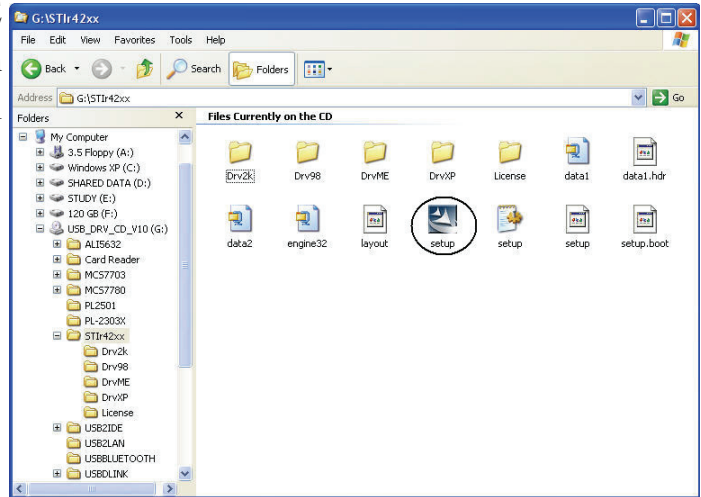 G:\STIr42xx
File Edit View Favorites Tools Help
Back Search Folders
Address G:\STIr42xx Go
Folders
My Computer
3.5 Floppy (A:)
Windows XP (C:)
SHARED DATA (D:)
STUDY (E:)
120 GB (F:)
USB_DRV_CD_V10 (G:)
ALI5632
Card Reader
MCS7703
MCS7780
PL2501
PL-2303X
STIr42xx
Drv2k
Drv98
DrvME
DrvXP
License
USB2IDE
USB2LAN
USBBLUETOOTH
USBDLINK
Files Currently on the CD
Drv2k Drv98 DrvME DrvXP License data1 data1.hdr
data2 engine32 layout setup setup setup setup.boot